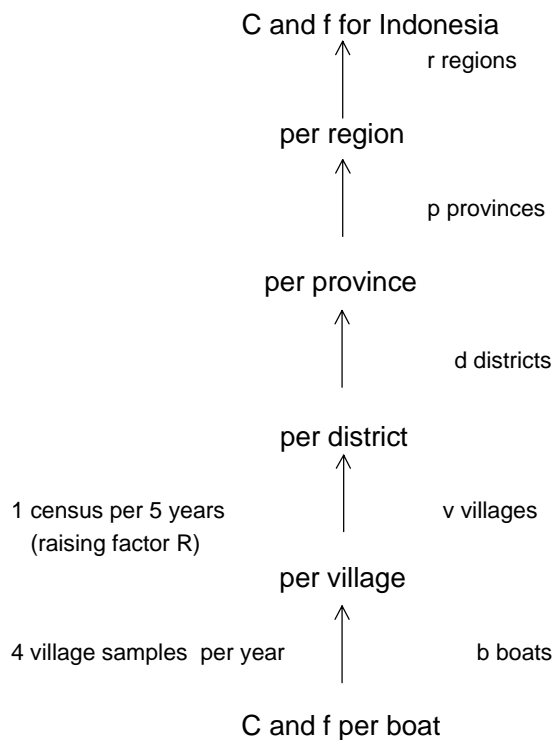 C and f for Indonesia
r regions
per region
p provinces
per province
d districts
per district
1 census per 5 years
(raising factor R)
v villages
per village
4 village samples per year
b boats
C and f per boat